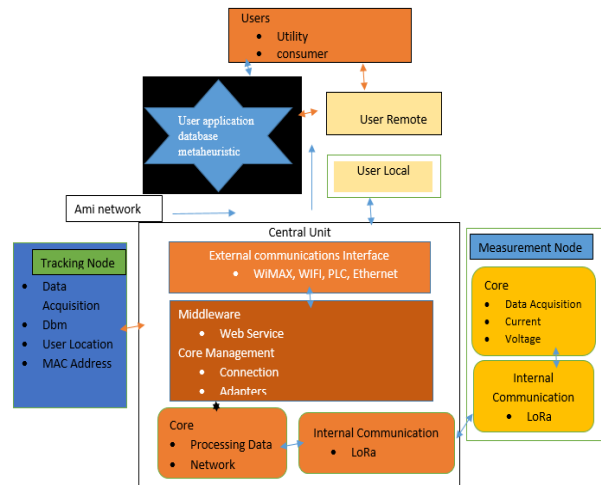 Users
• Utility
• consumer
User application
database
metaheuristic
User Remote
User Local
Ami network
Central Unit
External communications Interface
• WiMAX, WIFI, PLC, Ethernet
Middleware
• Web Service
Core Management
• Connection
• Adapters
Core
• Processing Data
• Network
Internal Communication
• LoRa
Tracking Node
• Data
Acquisition
• Dbm
• User Location
• MAC Address
Measurement Node
Core
• Data Acquisition
• Current
• Voltage
Internal
Communication
• LoRa